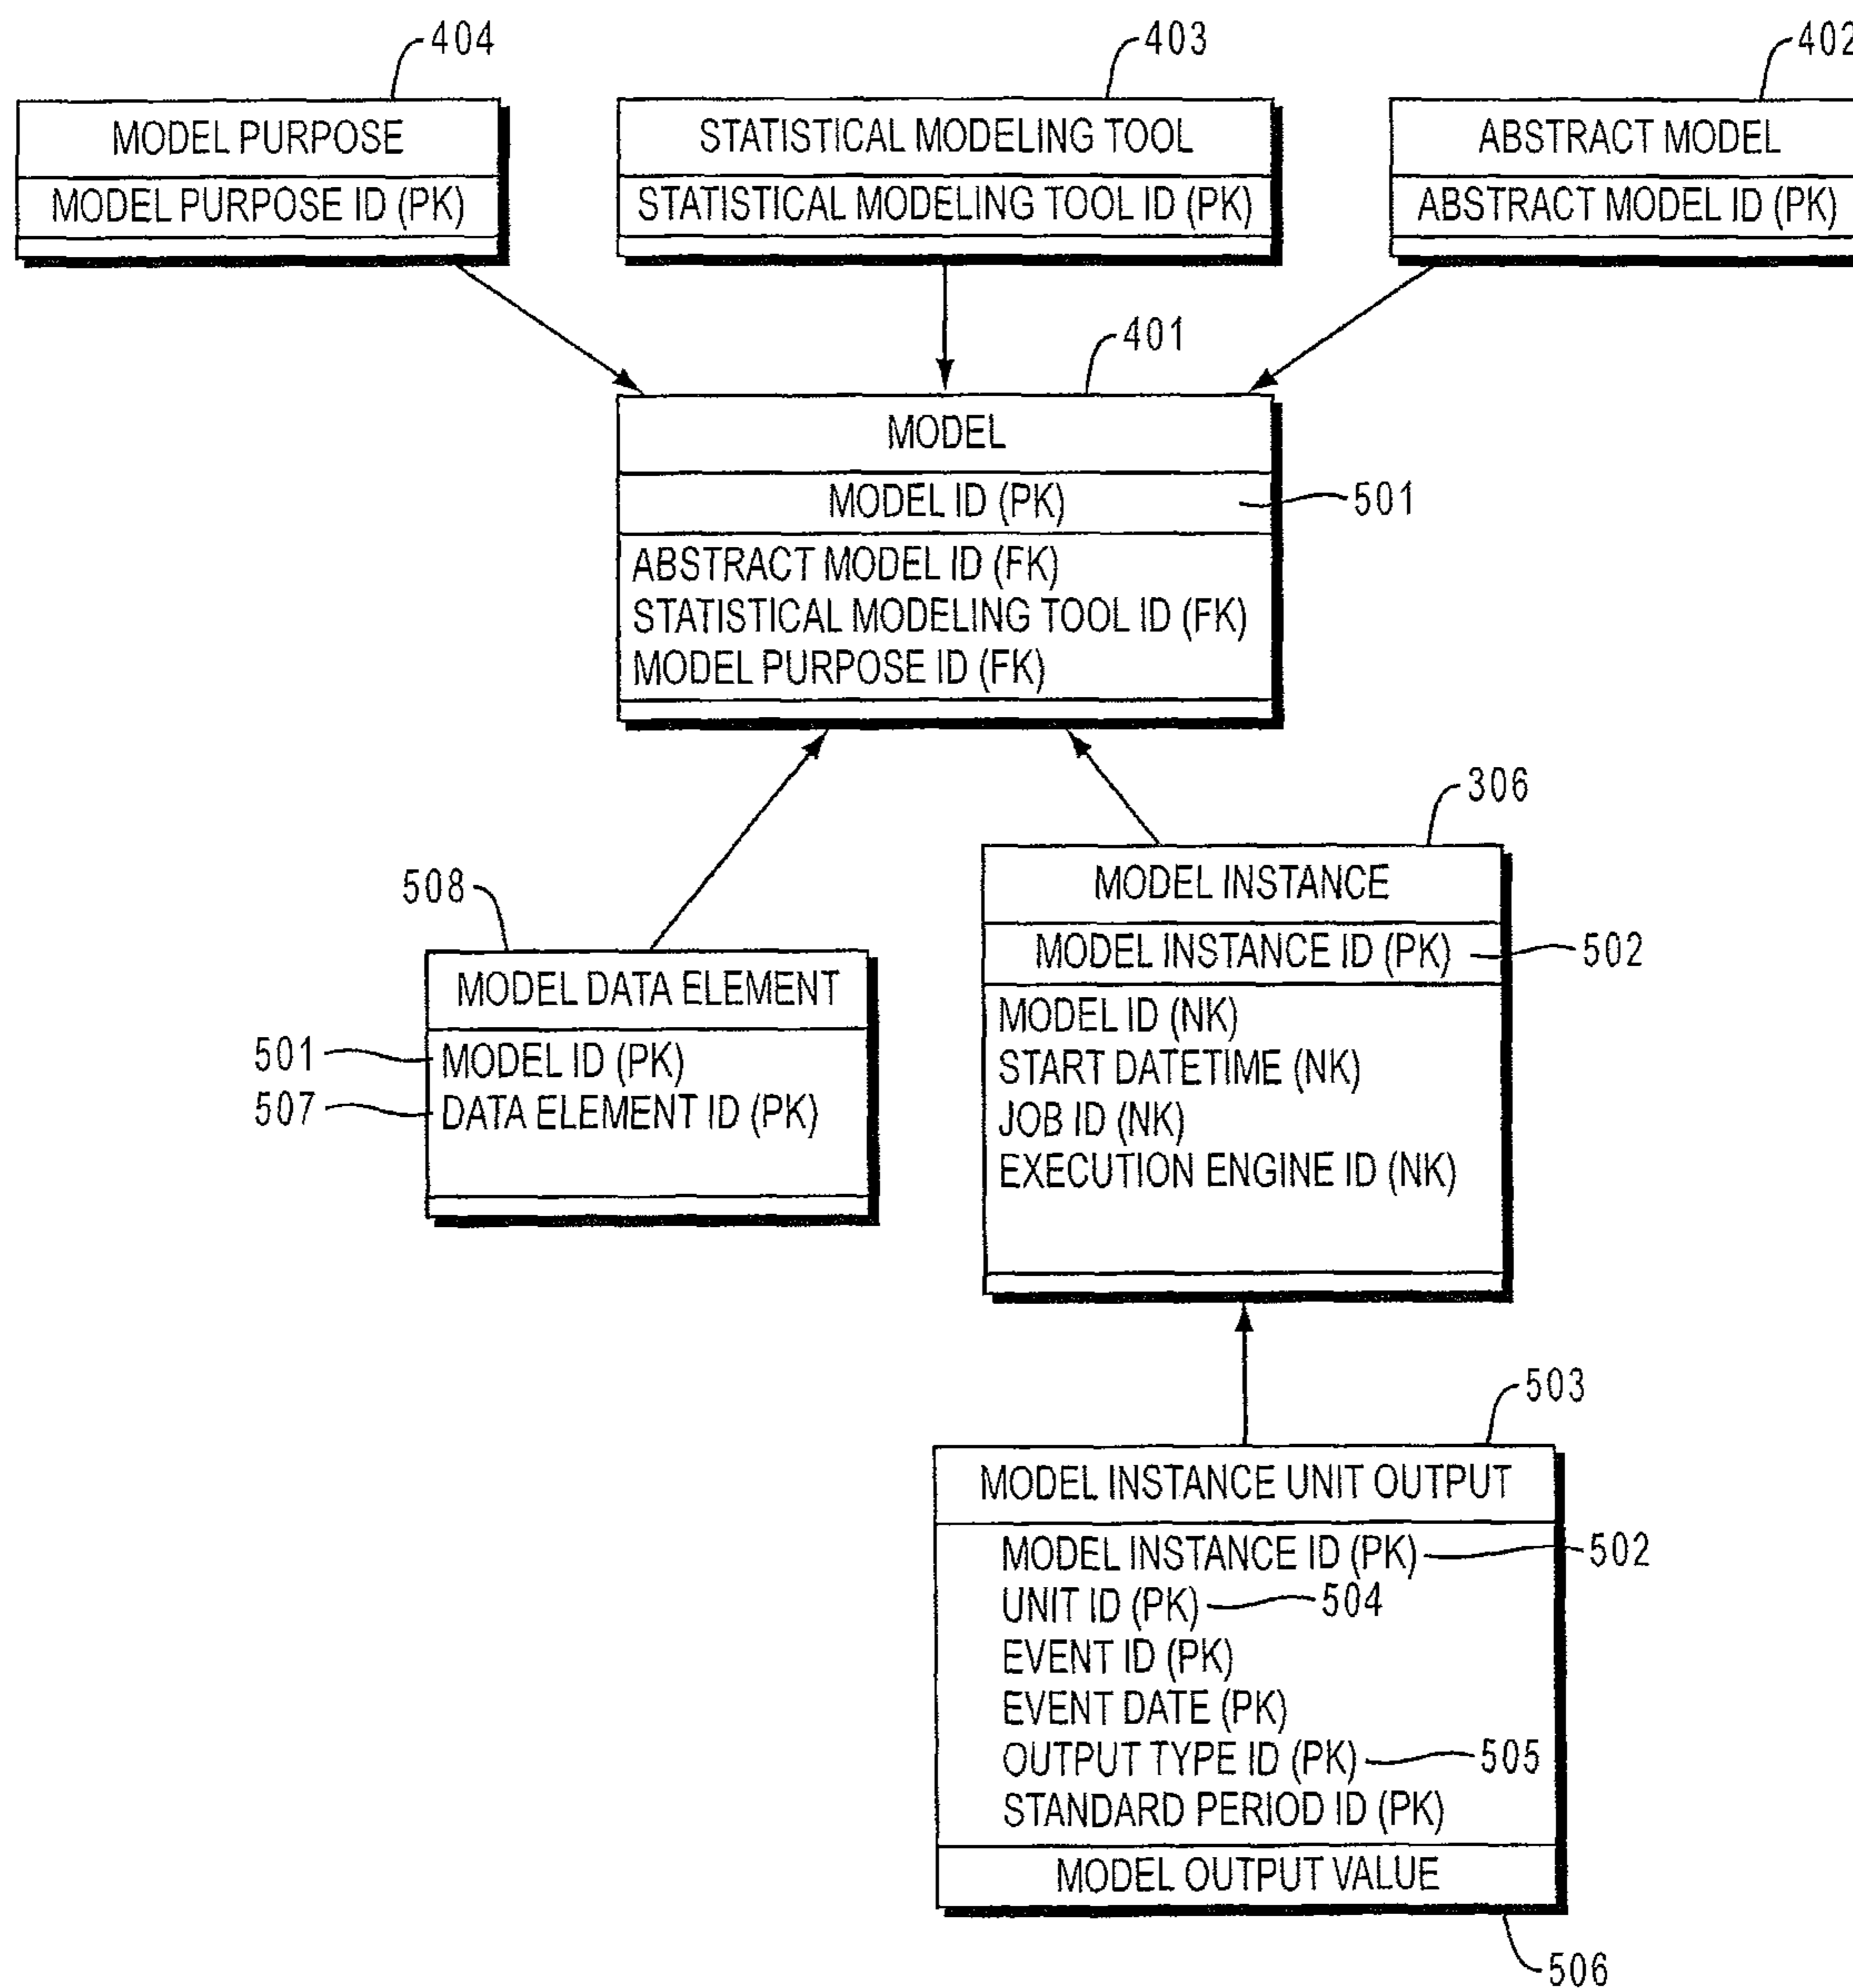 404
403
402
MODEL PURPOSE
MODEL PURPOSE ID (PK)
STATISTICAL MODELING TOOL
STATISTICAL MODELING TOOL ID (PK)
ABSTRACT MODEL
ABSTRACT MODEL ID (PK)
401
MODEL
MODEL ID (PK)
501
ABSTRACT MODEL ID (FK)
STATISTICAL MODELING TOOL ID (FK)
MODEL PURPOSE ID (FK)
508
MODEL DATA ELEMENT
501
MODEL ID (PK)
507
DATA ELEMENT ID (PK)
306
MODEL INSTANCE
MODEL INSTANCE ID (PK)
502
MODEL ID (NK)
START DATETIME (NK)
JOB ID (NK)
EXECUTION ENGINE ID (NK)
503
MODEL INSTANCE UNIT OUTPUT
MODEL INSTANCE ID (PK)
502
UNIT ID (PK)
504
EVENT ID (PK)
EVENT DATE (PK)
OUTPUT TYPE ID (PK)
505
STANDARD PERIOD ID (PK)
MODEL OUTPUT VALUE
506